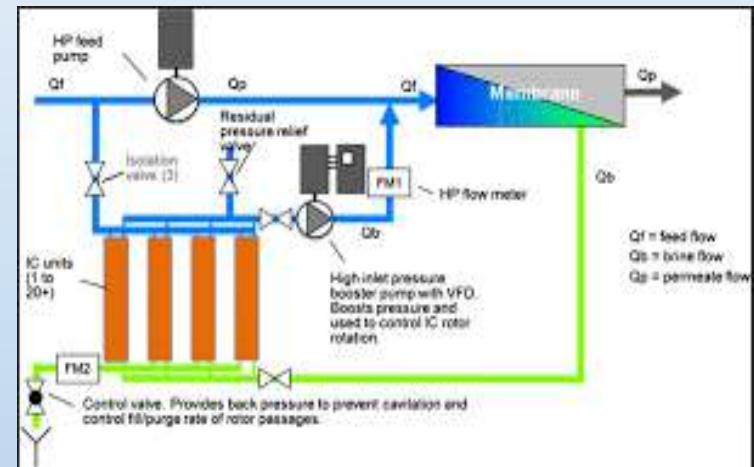 HP feed
pump
Qf
Qp
Qf
Membrane
Qp
Residual
pressure relief
valve
Isolation
valve (3)
FM1
HP flow meter
Qb
Qb
Qf = feed flow
Qb = brine flow
Qp = permeate flow
IC units
(1 to
20+)
High inlet pressure
booster pump with VFD.
Boosts pressure and
used to control IC rotor
rotation.
FM2
Control valve. Provides back pressure to prevent cavitation and
control fill/purge rate of rotor passages.